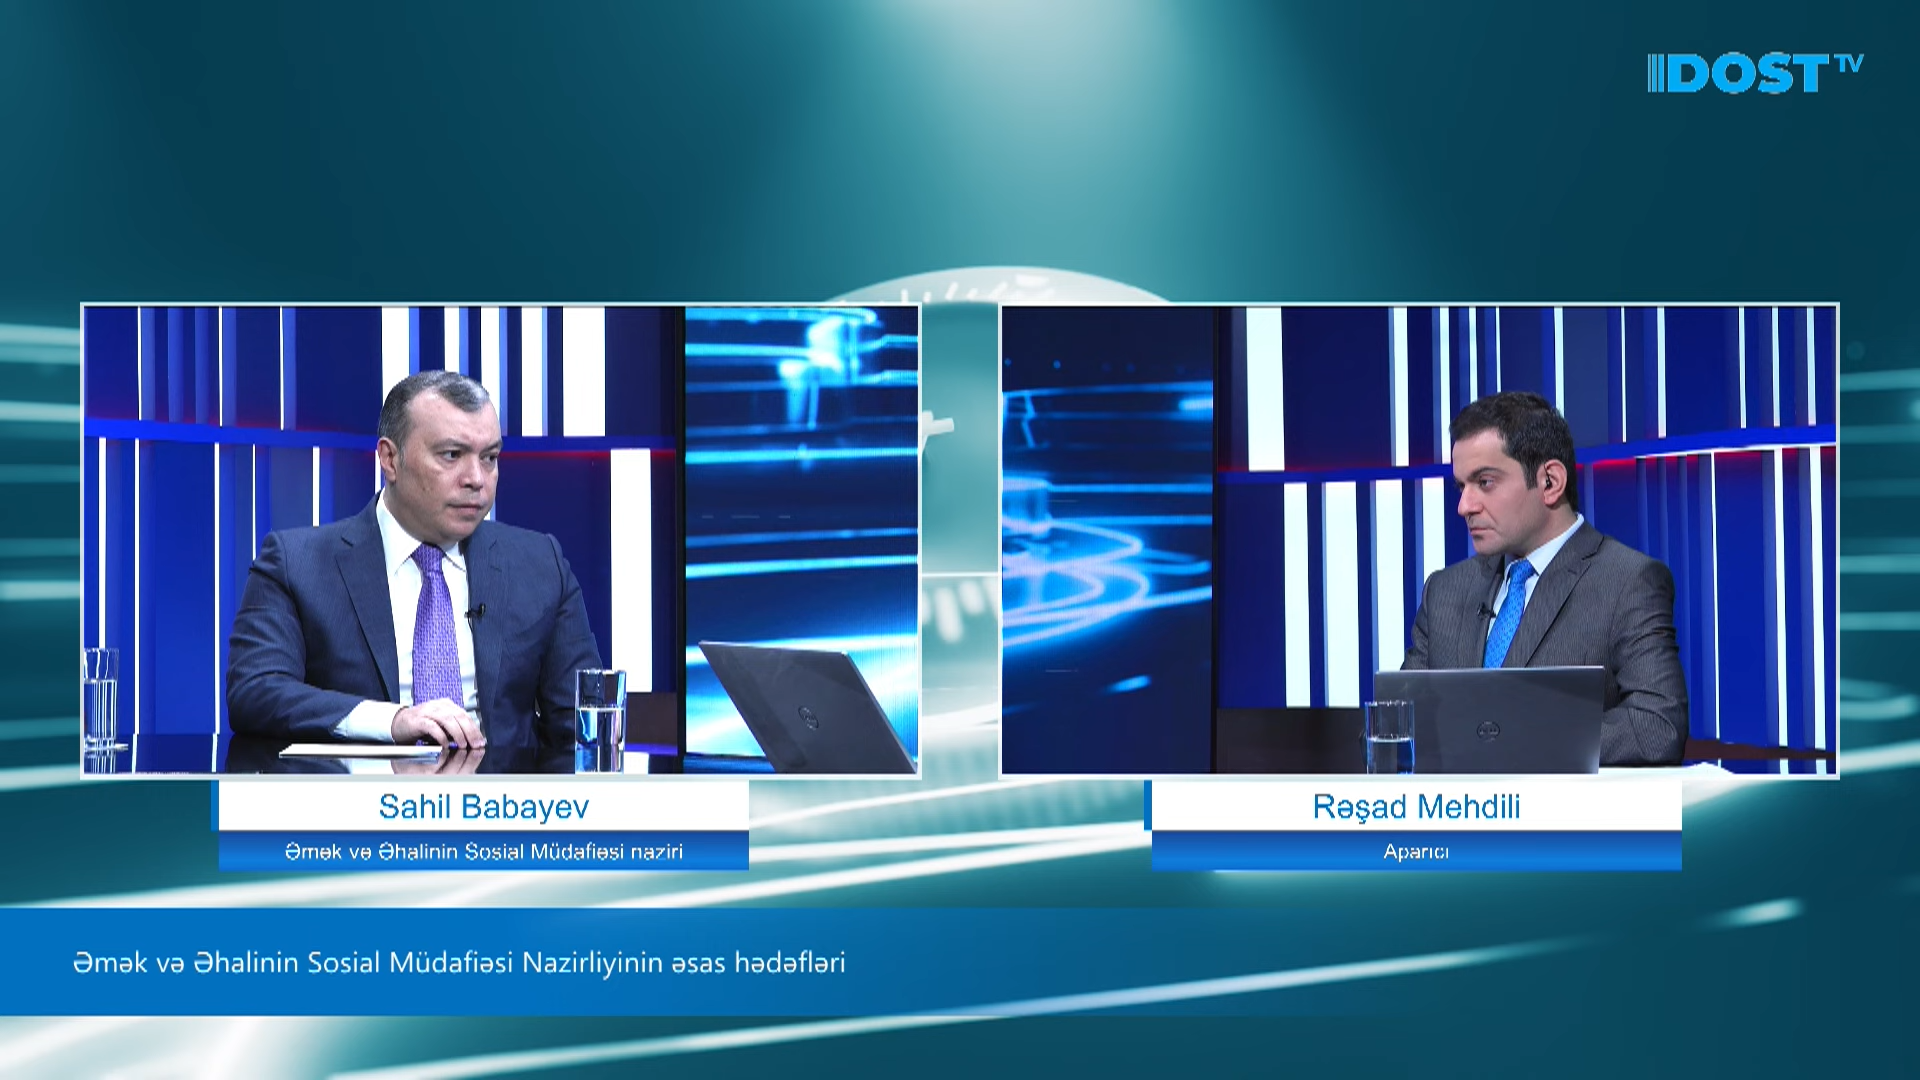 DOST TV
Sahil Babayev
Əmək və Əhalinin Sosial Müdafiəsi naziri
Rəşad Mehdili
Aparıcı
Əmək və Əhalinin Sosial Müdafiəsi Nazirliyinin əsas hədəfləri